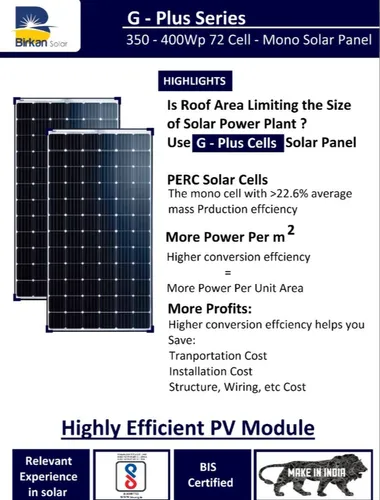 Birkan Solar
G - Plus Series
350 - 400Wp 72 Cell - Mono Solar Panel
HIGHLIGHTS
Is Roof Area Limiting the Size
of Solar Power Plant ?
Use G - Plus Cells Solar Panel
PERC Solar Cells
The mono cell with >22.6% average
mass Prduction effciency
More Power Per m²
Higher conversion effciency
=
More Power Per Unit Area
More Profits:
Higher conversion effciency helps you
Save:
Tranportation Cost
Installation Cost
Structure, Wiring, etc Cost
Highly Efficient PV Module
Relevant
Experience
in solar
BIS
Certified
MAKE IN INDIA